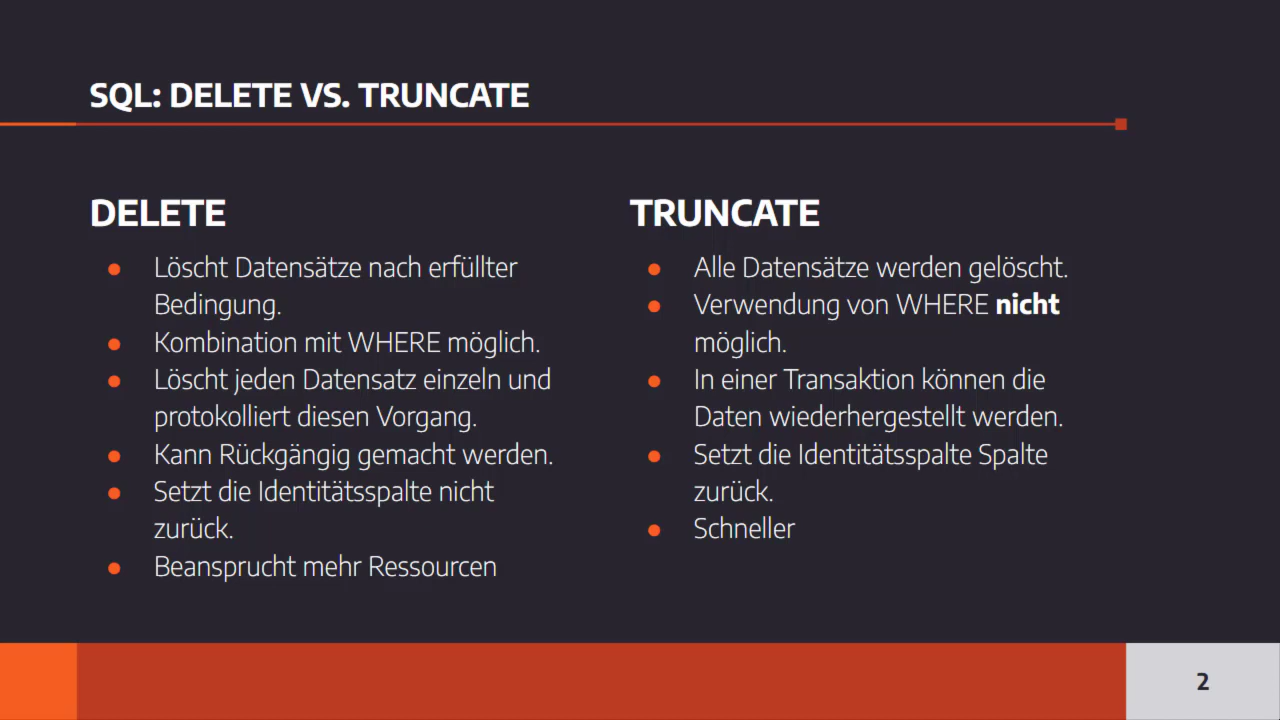 SQL: DELETE VS. TRUNCATE
DELETE
● Löscht Datensätze nach erfüllter
Bedingung.
● Kombination mit WHERE möglich.
● Löscht jeden Datensatz einzeln und
protokolliert diesen Vorgang.
● Kann Rückgängig gemacht werden.
● Setzt die Identitätsspalte nicht
zurück.
● Beansprucht mehr Ressourcen
TRUNCATE
● Alle Datensätze werden gelöscht.
● Verwendung von WHERE nicht
möglich.
● In einer Transaktion können die
Daten wiederhergestellt werden.
● Setzt die Identitätsspalte Spalte
zurück.
● Schneller
2